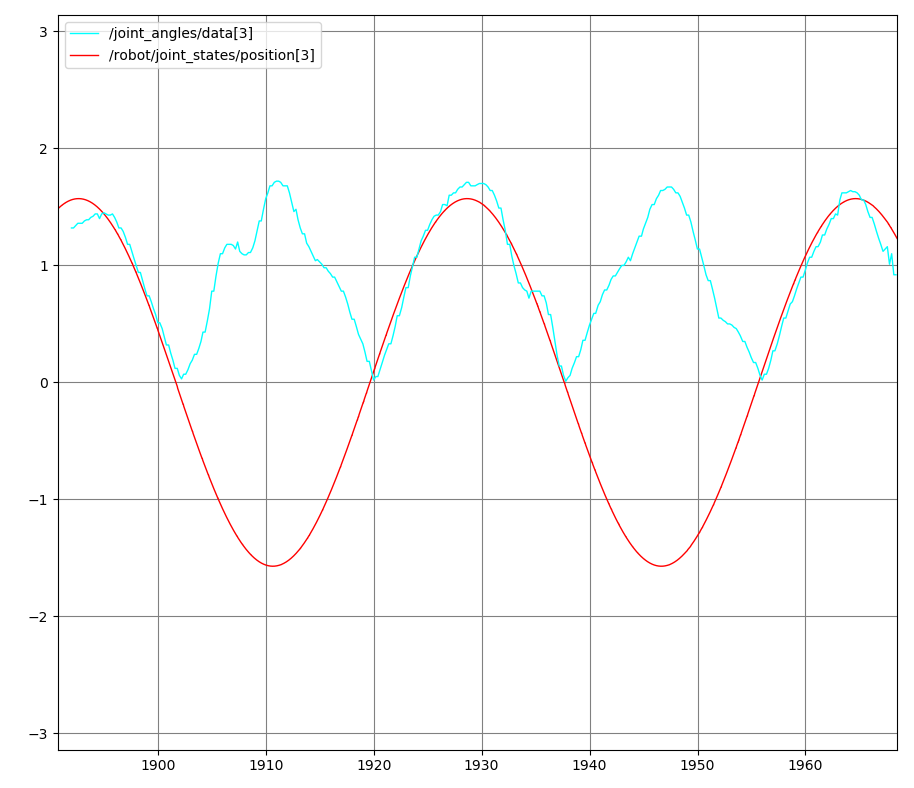 /joint_angles/data[3]
/robot/joint_states/position[3]
3
2
1
0
−1
−2
−3
1900 1910 1920 1930 1940 1950 1960